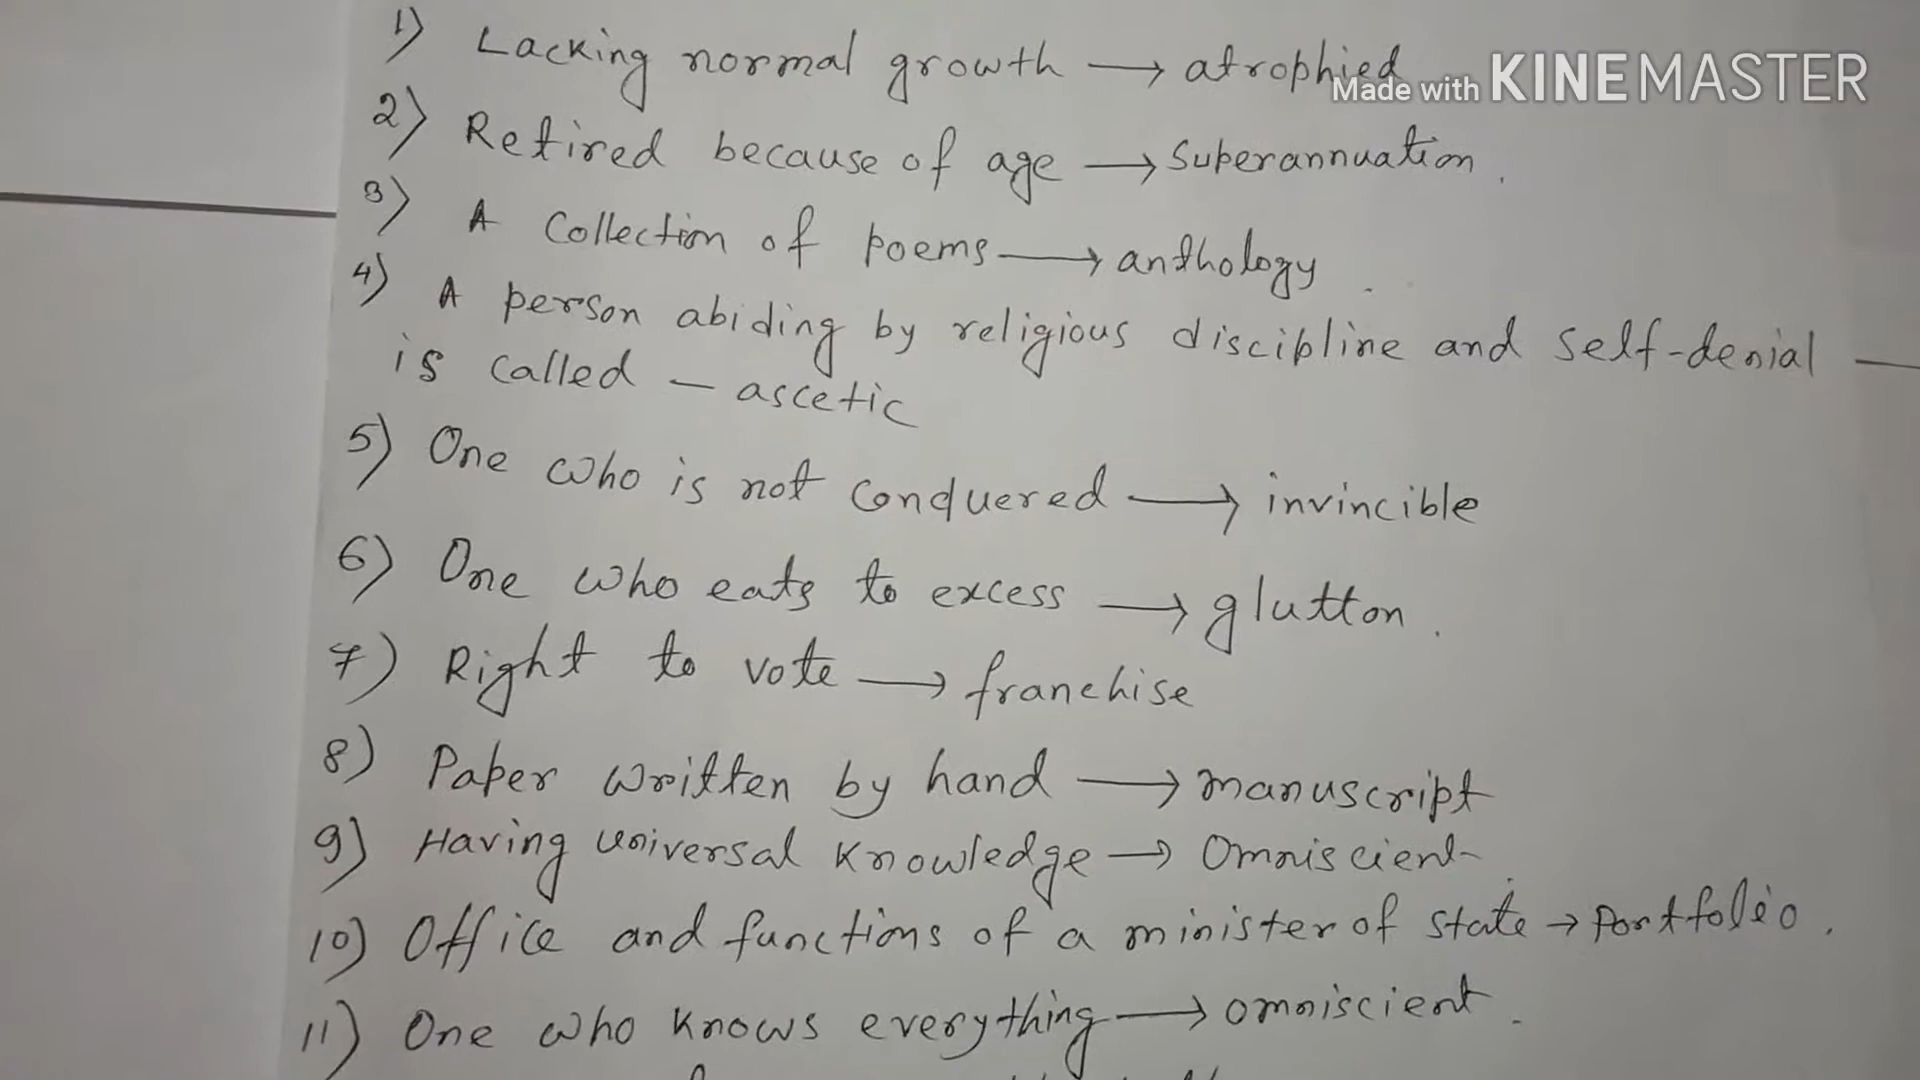 1) Lacking normal growth → atrophied
Made with KINEMASTER
2) Retired because of age → Superannuation.
3) A Collection of poems → anthology.
4) A person abiding by religious discipline and self-denial —
is called – ascetic
5) One who is not conquered → invincible
6) One who eats to excess → glutton.
7) Right to vote → franchise
8) Paper written by hand → manuscript
9) Having universal knowledge → Omniscient
10) Office and functions of a minister of state → Portfolio.
11) One who knows everything → omniscient.